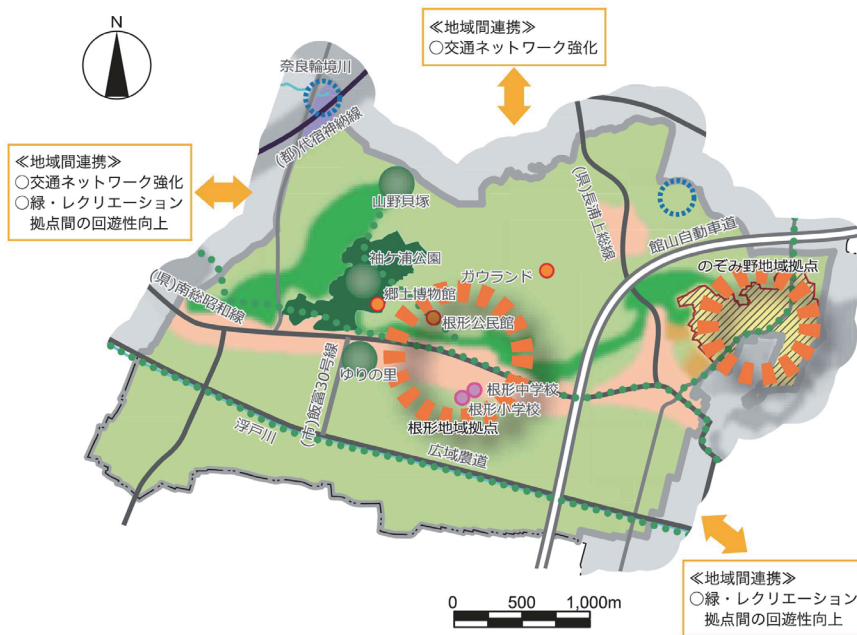 N
≪地域間連携≫
○交通ネットワーク強化
奈良輪境川
(都)代宿神納線
≪地域間連携≫
○交通ネットワーク強化
○緑・レクリエーション
拠点間の回遊性向上
山野貝塚
(県)長浦上総線
館山自動車道
のぞみ野地域拠点
袖ケ浦公園
ガウランド
郷土博物館
根形公民館
(県)南総昭和線
ゆりの里
(市)飯富30号線
根形中学校
根形小学校
根形地域拠点
浮戸川
広域農道
≪地域間連携≫
○緑・レクリエーション
拠点間の回遊性向上
0 500 1,000m